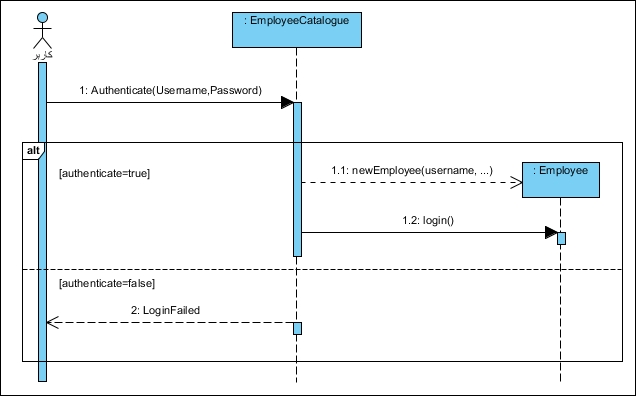 : EmployeeCatalogue
کاربر
1: Authenticate(Username,Password)
alt
[authenticate=true]
1.1: newEmployee(username, ...)
: Employee
1.2: login()
[authenticate=false]
2: LoginFailed